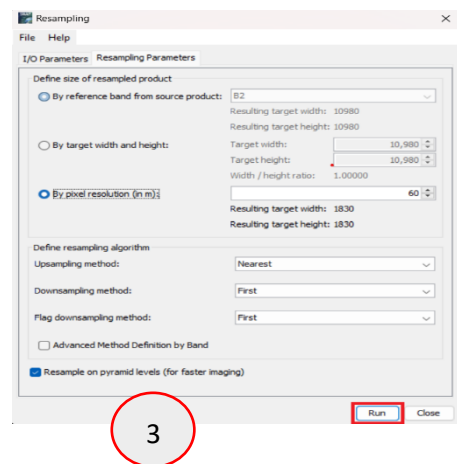 Resampling
File Help
I/O Parameters Resampling Parameters
Define size of resampled product
By reference band from source product: B2
Resulting target width: 10980
Resulting target height: 10980
By target width and height: Target width: 10,980
Target height: 10,980
Width / height ratio: 1.00000
By pixel resolution (in m): 60
Resulting target width: 1830
Resulting target height: 1830
Define resampling algorithm
Upsampling method: Nearest
Downsampling method: First
Flag downsampling method: First
Advanced Method Definition by Band
Resample on pyramid levels (for faster imaging)
Run Close
3